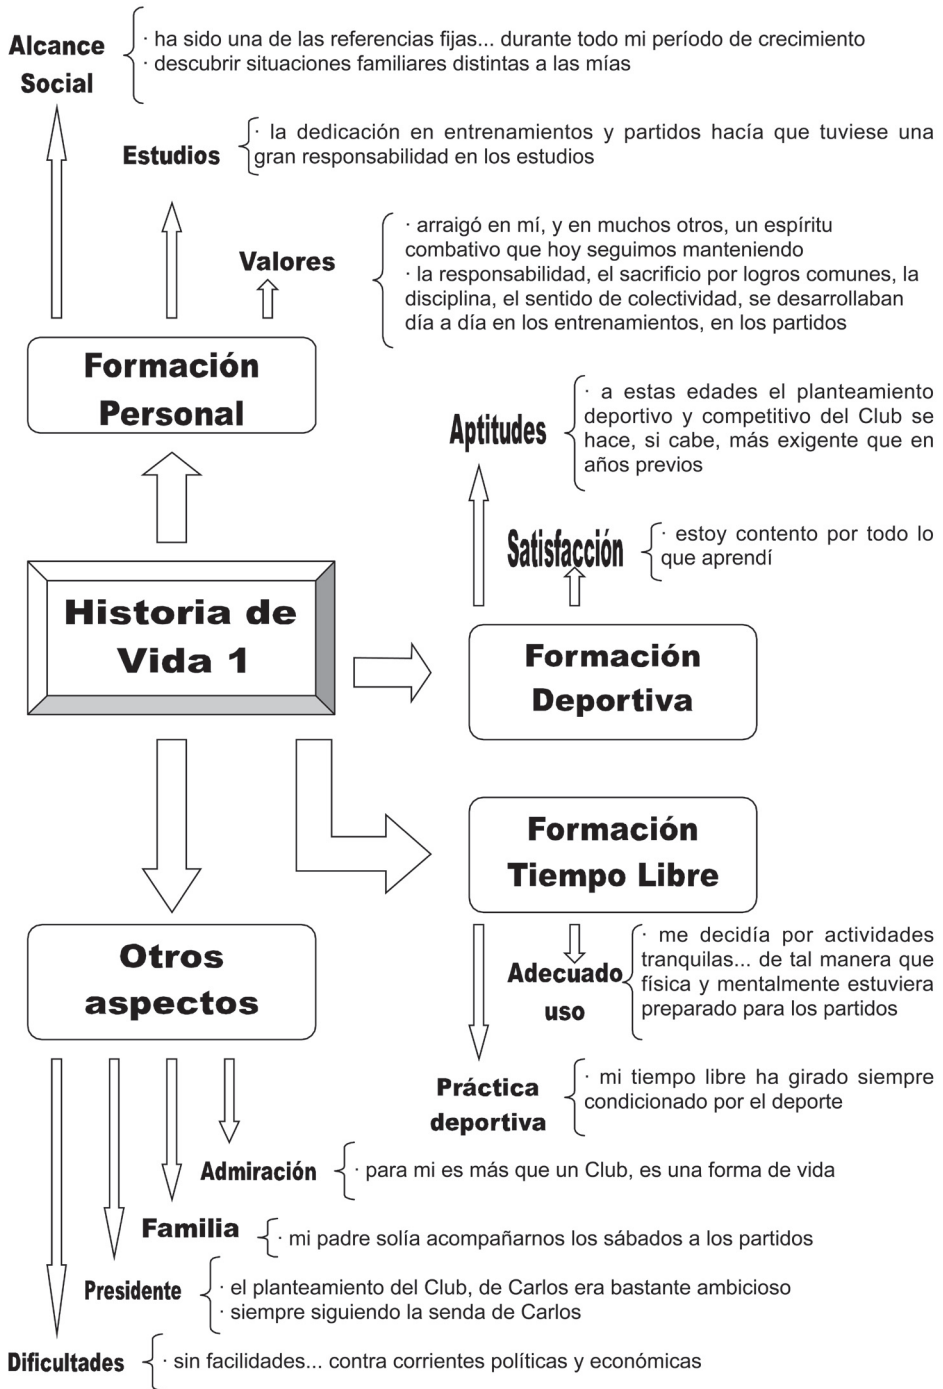 Alcance
Social
· ha sido una de las referencias fijas... durante todo mi período de crecimiento
· descubrir situaciones familiares distintas a las mías
Estudios
· la dedicación en entrenamientos y partidos hacía que tuviese una
gran responsabilidad en los estudios
Valores
· arraigó en mí, y en muchos otros, un espíritu
combativo que hoy seguimos manteniendo
· la responsabilidad, el sacrificio por logros comunes, la
disciplina, el sentido de colectividad, se desarrollaban
día a día en los entrenamientos, en los partidos
Formación
Personal
Aptitudes
· a estas edades el planteamiento
deportivo y competitivo del Club se
hace, si cabe, más exigente que en
años previos
Satisfacción
· estoy contento por todo lo
que aprendí
Historia de
Vida 1
Formación
Deportiva
Formación
Tiempo Libre
Otros
aspectos
Adecuado
uso
· me decidía por actividades
tranquilas... de tal manera que
física y mentalmente estuviera
preparado para los partidos
Práctica
deportiva
· mi tiempo libre ha girado siempre
condicionado por el deporte
Admiración
· para mi es más que un Club, es una forma de vida
Familia
· mi padre solía acompañarnos los sábados a los partidos
Presidente
· el planteamiento del Club, de Carlos era bastante ambicioso
· siempre siguiendo la senda de Carlos
Dificultades
· sin facilidades... contra corrientes políticas y económicas